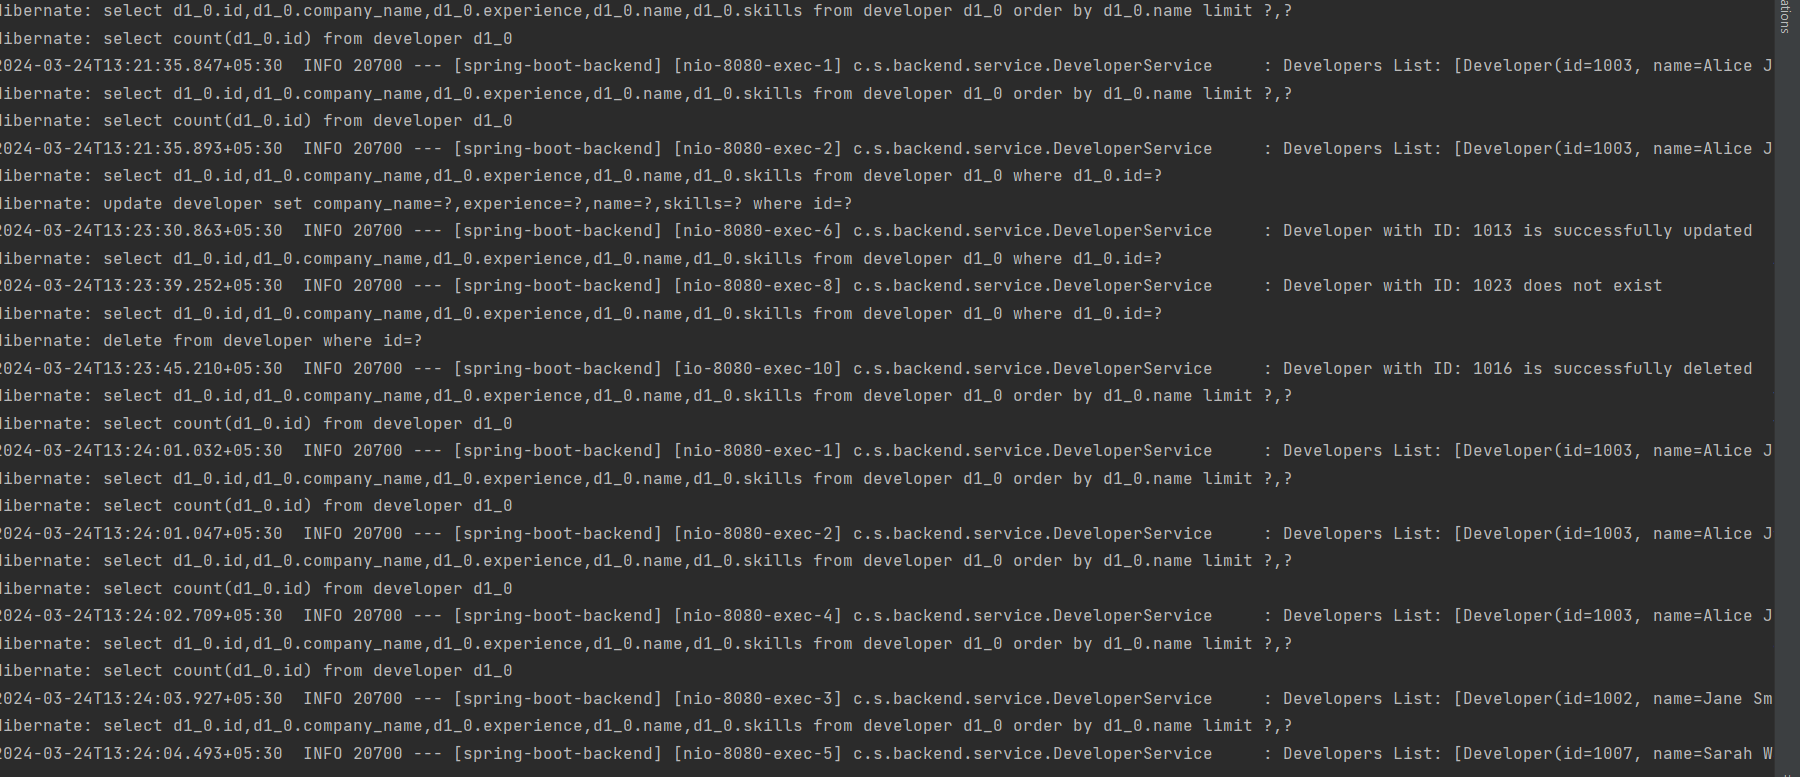 ibernate: select d1_0.id,d1_0.company_name,d1_0.experience,d1_0.name,d1_0.skills from developer d1_0 order by d1_0.name limit ?,?
ations
ibernate: select count(d1_0.id) from developer d1_0
2024-03-24T13:21:35.847+05:30  INFO 20700 --- [spring-boot-backend] [nio-8080-exec-1] c.s.backend.service.DeveloperService     : Developers List: [Developer(id=1003, name=Alice J
ibernate: select d1_0.id,d1_0.company_name,d1_0.experience,d1_0.name,d1_0.skills from developer d1_0 order by d1_0.name limit ?,?
ibernate: select count(d1_0.id) from developer d1_0
2024-03-24T13:21:35.893+05:30  INFO 20700 --- [spring-boot-backend] [nio-8080-exec-2] c.s.backend.service.DeveloperService     : Developers List: [Developer(id=1003, name=Alice J
ibernate: select d1_0.id,d1_0.company_name,d1_0.experience,d1_0.name,d1_0.skills from developer d1_0 where d1_0.id=?
ibernate: update developer set company_name=?,experience=?,name=?,skills=? where id=?
2024-03-24T13:23:30.863+05:30  INFO 20700 --- [spring-boot-backend] [nio-8080-exec-6] c.s.backend.service.DeveloperService     : Developer with ID: 1013 is successfully updated
ibernate: select d1_0.id,d1_0.company_name,d1_0.experience,d1_0.name,d1_0.skills from developer d1_0 where d1_0.id=?
2024-03-24T13:23:39.252+05:30  INFO 20700 --- [spring-boot-backend] [nio-8080-exec-8] c.s.backend.service.DeveloperService     : Developer with ID: 1023 does not exist
ibernate: select d1_0.id,d1_0.company_name,d1_0.experience,d1_0.name,d1_0.skills from developer d1_0 where d1_0.id=?
ibernate: delete from developer where id=?
2024-03-24T13:23:45.210+05:30  INFO 20700 --- [spring-boot-backend] [io-8080-exec-10] c.s.backend.service.DeveloperService     : Developer with ID: 1016 is successfully deleted
ibernate: select d1_0.id,d1_0.company_name,d1_0.experience,d1_0.name,d1_0.skills from developer d1_0 order by d1_0.name limit ?,?
ibernate: select count(d1_0.id) from developer d1_0
2024-03-24T13:24:01.032+05:30  INFO 20700 --- [spring-boot-backend] [nio-8080-exec-1] c.s.backend.service.DeveloperService     : Developers List: [Developer(id=1003, name=Alice J
ibernate: select d1_0.id,d1_0.company_name,d1_0.experience,d1_0.name,d1_0.skills from developer d1_0 order by d1_0.name limit ?,?
ibernate: select count(d1_0.id) from developer d1_0
2024-03-24T13:24:01.047+05:30  INFO 20700 --- [spring-boot-backend] [nio-8080-exec-2] c.s.backend.service.DeveloperService     : Developers List: [Developer(id=1003, name=Alice J
ibernate: select d1_0.id,d1_0.company_name,d1_0.experience,d1_0.name,d1_0.skills from developer d1_0 order by d1_0.name limit ?,?
ibernate: select count(d1_0.id) from developer d1_0
2024-03-24T13:24:02.709+05:30  INFO 20700 --- [spring-boot-backend] [nio-8080-exec-4] c.s.backend.service.DeveloperService     : Developers List: [Developer(id=1003, name=Alice J
ibernate: select d1_0.id,d1_0.company_name,d1_0.experience,d1_0.name,d1_0.skills from developer d1_0 order by d1_0.name limit ?,?
ibernate: select count(d1_0.id) from developer d1_0
2024-03-24T13:24:03.927+05:30  INFO 20700 --- [spring-boot-backend] [nio-8080-exec-3] c.s.backend.service.DeveloperService     : Developers List: [Developer(id=1002, name=Jane Sm
ibernate: select d1_0.id,d1_0.company_name,d1_0.experience,d1_0.name,d1_0.skills from developer d1_0 order by d1_0.name limit ?,?
2024-03-24T13:24:04.493+05:30  INFO 20700 --- [spring-boot-backend] [nio-8080-exec-5] c.s.backend.service.DeveloperService     : Developers List: [Developer(id=1007, name=Sarah W